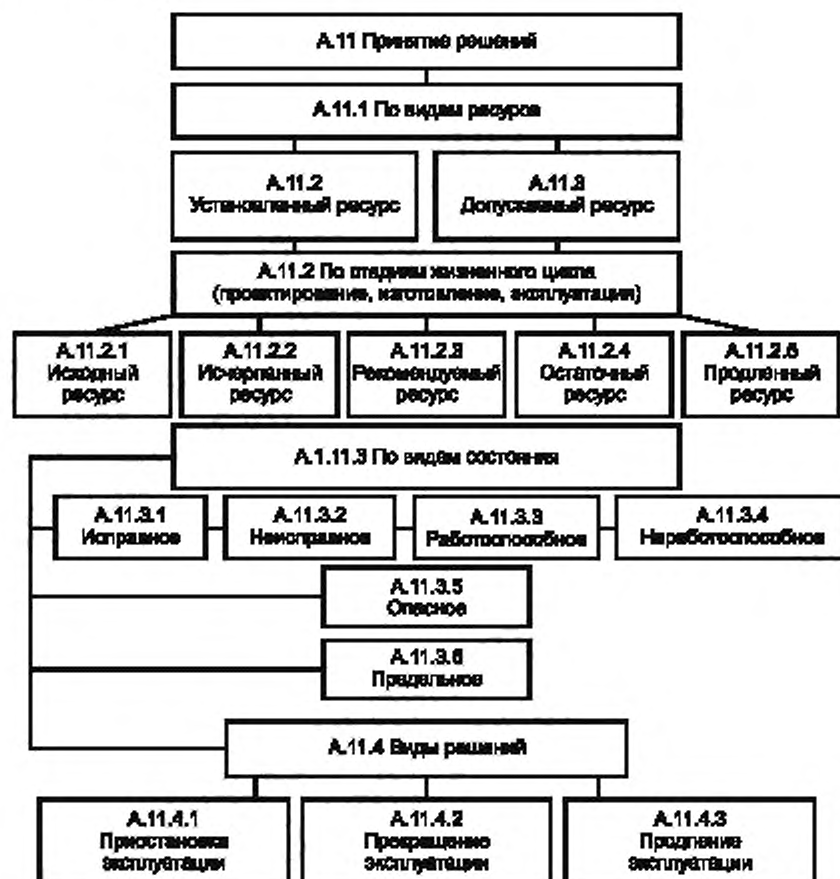 А.11 Принятие решений
А.11.1 По видам ресурсов
А.11.2
Установленный ресурс
А.11.3
Допускаемый ресурс
А.11.2 По стадиям жизненного цикла
(проектирование, изготовление, эксплуатация)
А.11.2.1
Исходный
ресурс
А.11.2.2
Исчерпанный
ресурс
А.11.2.3
Рекомендуемый
ресурс
А.11.2.4
Остаточный
ресурс
А.11.2.5
Продленный
ресурс
А.1.11.3 По видам состояния
А.11.3.1
Исправное
А.11.3.2
Неисправное
А.11.3.3
Работоспособное
А.11.3.4
Неработоспособное
А.11.3.5
Опасное
А.11.3.6
Предельное
А.11.4 Виды решений
А.11.4.1
Приостановка
эксплуатации
А.11.4.2
Прекращение
эксплуатации
А.11.4.3
Продление
эксплуатации